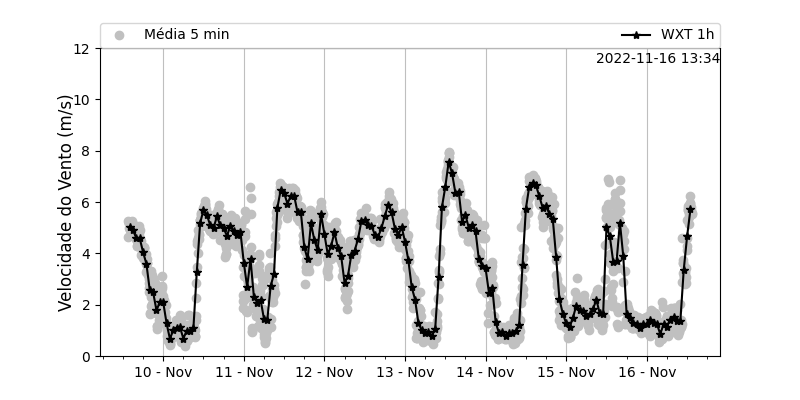 Média 5 min
WXT 1h
2022-11-16 13:34
Velocidade do Vento (m/s)
12
10
8
6
4
2
0
10 - Nov
11 - Nov
12 - Nov
13 - Nov
14 - Nov
15 - Nov
16 - Nov